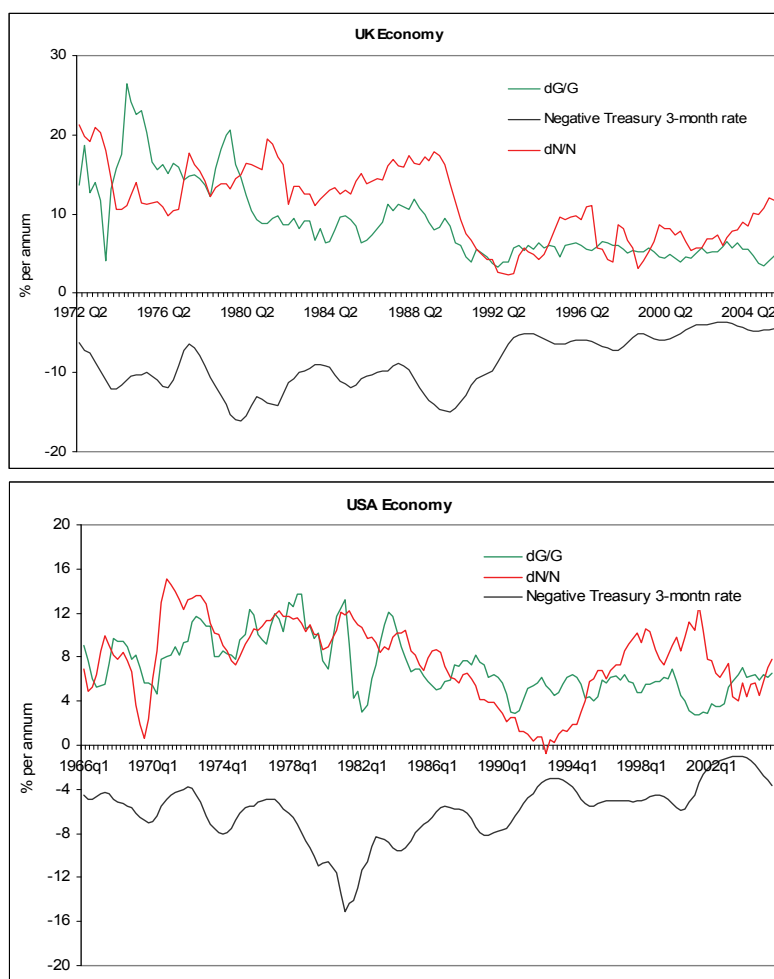 UK Economy
30
dG/G
Negative Treasury 3-month rate
20
dN/N
10
% per annum
0
1972 Q2 1976 Q2 1980 Q2 1984 Q2 1988 Q2 1992 Q2 1996 Q2 2000 Q2 2004 Q2
-10
-20
USA Economy
20
dG/G
16
dN/N
Negative Treasury 3-month rate
12
8
4
% per annum
0
1966q1 1970q1 1974q1 1978q1 1982q1 1986q1 1990q1 1994q1 1998q1 2002q1
-4
-8
-12
-16
-20